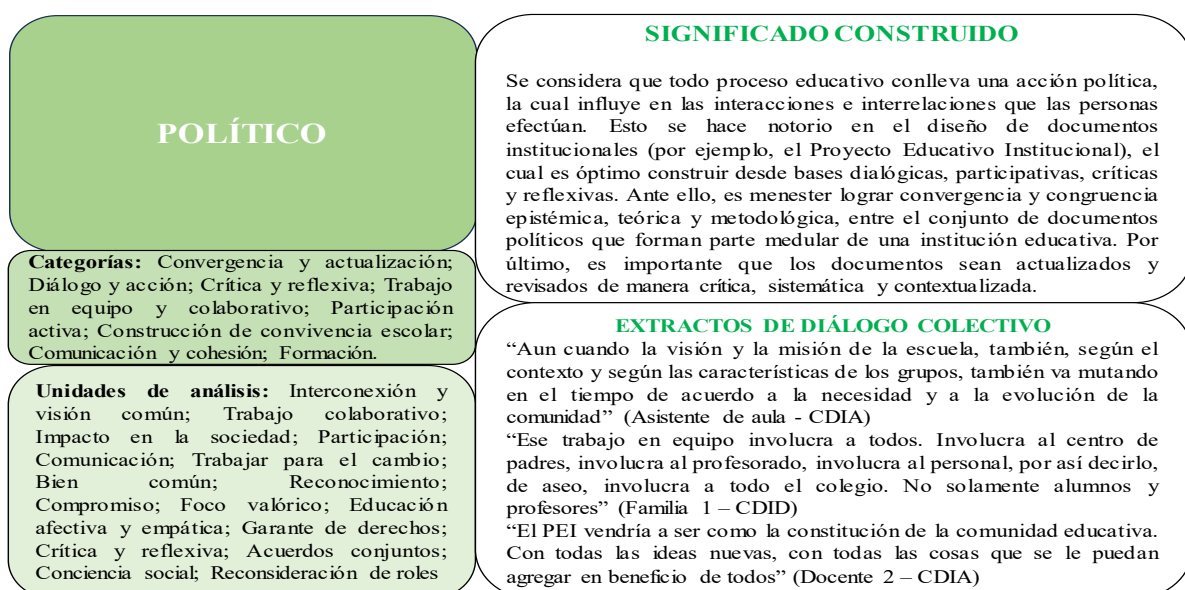 POLÍTICO
Categorías: Convergencia y actualización;
Diálogo y acción; Crítica y reflexiva; Trabajo
en equipo y colaborativo; Participación
activa; Construcción de convivencia escolar;
Comunicación y cohesión; Formación.
Unidades de análisis: Interconexión y
visión común; Trabajo colaborativo;
Impacto en la sociedad; Participación;
Comunicación; Trabajar para el cambio;
Bien común; Reconocimiento;
Compromiso; Foco valórico; Educación
afectiva y empática; Garante de derechos;
Crítica y reflexiva; Acuerdos conjuntos;
Conciencia social; Reconsideración de roles
SIGNIFICADO CONSTRUIDO
Se considera que todo proceso educativo conlleva una acción política,
la cual influye en las interacciones e interrelaciones que las personas
efectúan. Esto se hace notorio en el diseño de documentos
institucionales (por ejemplo, el Proyecto Educativo Institucional), el
cual es óptimo construir desde bases dialógicas, participativas, críticas
y reflexivas. Ante ello, es menester lograr convergencia y congruencia
epistémica, teórica y metodológica, entre el conjunto de documentos
políticos que forman parte medular de una institución educativa. Por
último, es importante que los documentos sean actualizados y
revisados de manera crítica, sistemática y contextualizada.
EXTRACTOS DE DIÁLOGO COLECTIVO
“Aun cuando la visión y la misión de la escuela, también, según el
contexto y según las características de los grupos, también va mutando
en el tiempo de acuerdo a la necesidad y a la evolución de la
comunidad” (Asistente de aula - CDIA)
“Ese trabajo en equipo involucra a todos. Involucra al centro de
padres, involucra al profesorado, involucra al personal, por así decirlo,
de aseo, involucra a todo el colegio. No solamente alumnos y
profesores” (Familia 1 – CDID)
“El PEI vendría a ser como la constitución de la comunidad educativa.
Con todas las ideas nuevas, con todas las cosas que se le puedan
agregar en beneficio de todos” (Docente 2 – CDIA)